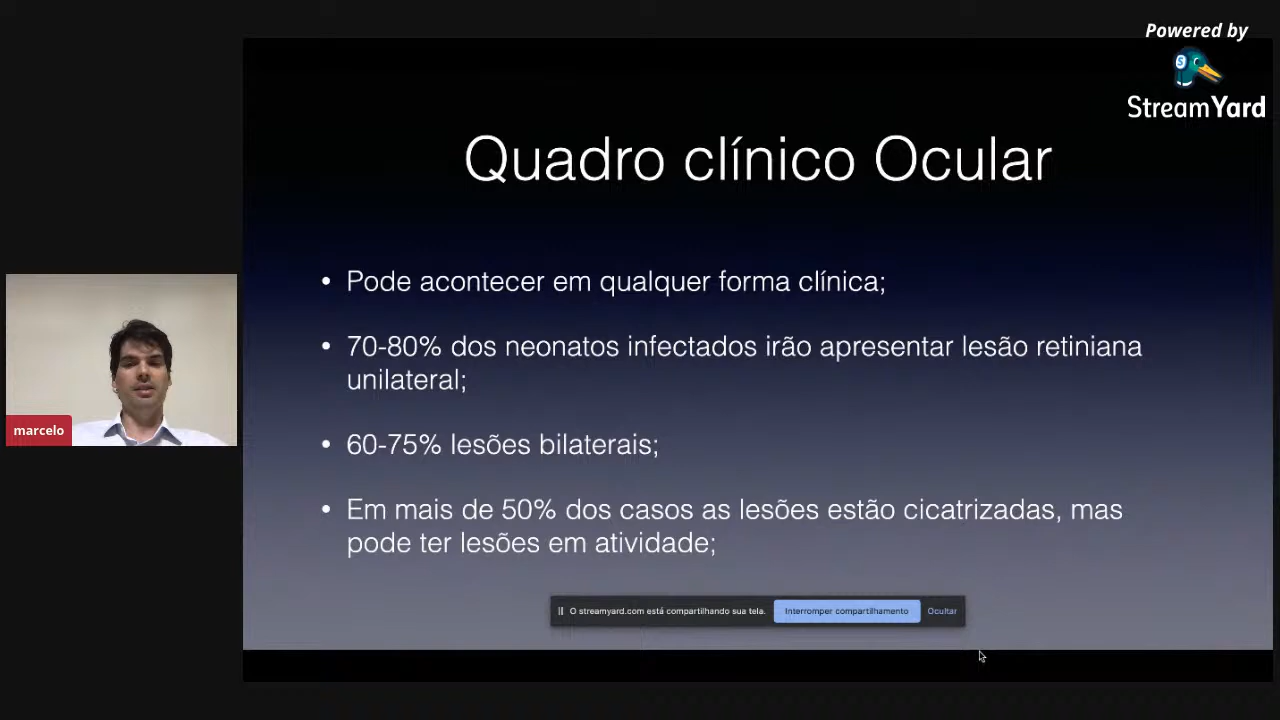 Powered by
StreamYard
Quadro clínico Ocular
• Pode acontecer em qualquer forma clínica;
• 70-80% dos neonatos infectados irão apresentar lesão retiniana
unilateral;
• 60-75% lesões bilaterais;
• Em mais de 50% dos casos as lesões estão cicatrizadas, mas
pode ter lesões em atividade;
marcelo
O streamyard.com está compartilhando sua tela. Interromper compartilhamento Ocultar